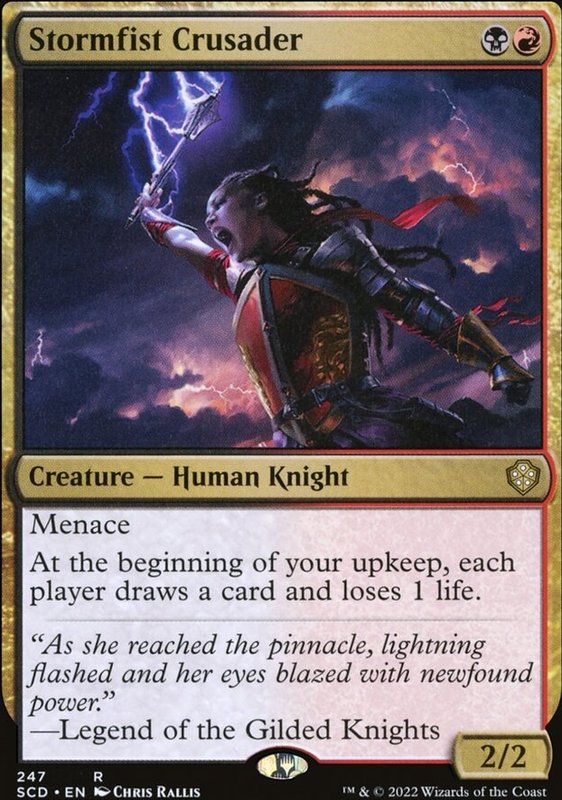 Stormfist Crusader
Creature — Human Knight
Menace
At the beginning of your upkeep, each
player draws a card and loses 1 life.
“As she reached the pinnacle, lightning
flashed and her eyes blazed with newfound
power.”
—Legend of the Gilded Knights
2/2
247 R
SCD • EN Chris Rallis
™ & © 2022 Wizards of the Coast